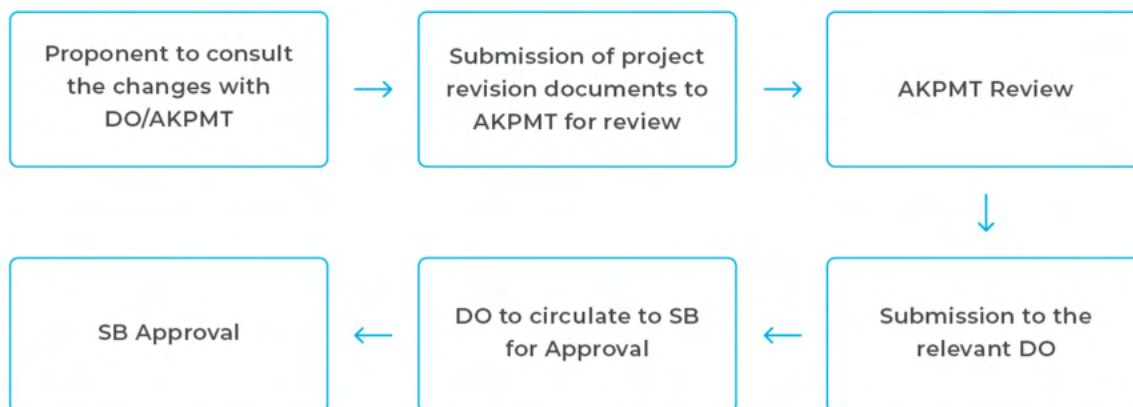 Proponent to consult
the changes with
DO/AKPMT
Submission of project
revision documents to
AKPMT for review
AKPMT Review
Submission to the
relevant DO
DO to circulate to SB
for Approval
SB Approval